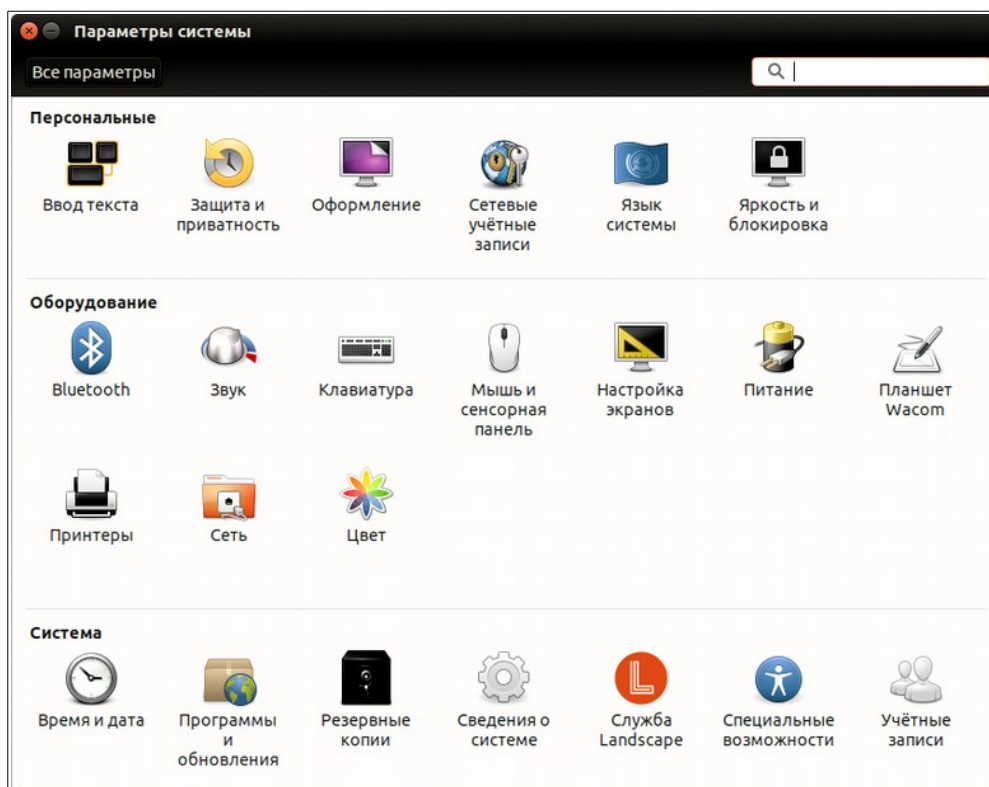 Параметры системы
Все параметры
Персональные
Ввод текста
Защита и
приватность
Оформление
Сетевые
учётные
записи
Язык
системы
Яркость и
блокировка
Оборудование
Bluetooth
Звук
Клавиатура
Мышь и
сенсорная
панель
Настройка
экранов
Питание
Планшет
Wacom
Принтеры
Сеть
Цвет
Система
Время и дата
Программы
и
обновления
Резервные
копии
Сведения о
системе
Служба
Landscape
Специальные
возможности
Учётные
записи